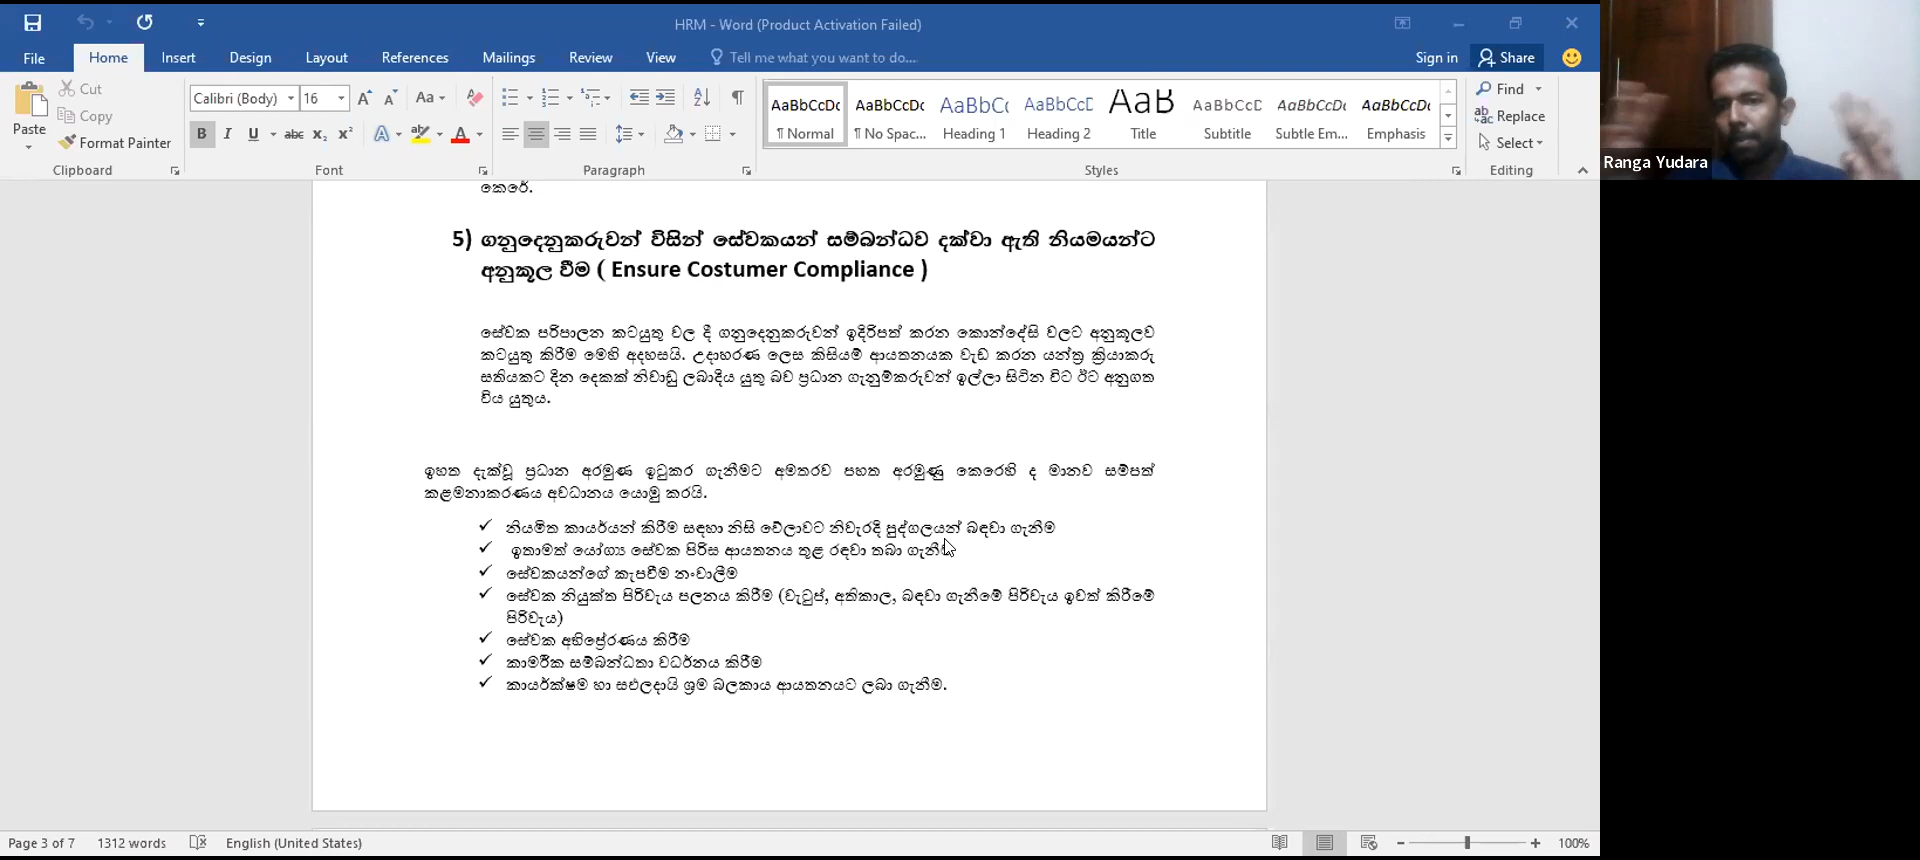 HRM - Word (Product Activation Failed)
File Home Insert Design Layout References Mailings Review View Tell me what you want to do.... Sign in Share
Paste Cut Copy Format Painter Clipboard
Calibri (Body) 16 Aa
B I U abc x₂ x² A A Font
Paragraph
AaBbCcDc AaBbCcDc AaBbC( AaBbCcD AaB AaBbCcD AaBbCcDc AaBbCcDc
¶ Normal ¶ No Spac... Heading 1 Heading 2 Title Subtitle Subtle Em... Emphasis
Styles
Find
Replace
Select
Editing
Ranga Yudara
කෙරේ.
5) ගනුදෙනුකරුවන් විසින් සේවකයන් සම්බන්ධව දක්වා ඇති නියමයන්ට
අනුකූල වීම ( Ensure Costumer Compliance )
සේවක පරිපාලන කටයුතු වල දී ගනුදෙනුකරුවන් ඉදිරිපත් කරන කොන්දේසි වලට අනුකූලව
කටයුතු කිරීම මෙහි අදහසයි. උදාහරණ ලෙස කිසියම් ආයතනයක වැඩ කරන යන්ත්‍ර ක්‍රියාකරු
සතියකට දින දෙකක් නිවාඩු ලබාදිය යුතු බව ප්‍රධාන ගැනුම්කරුවන් ඉල්ලා සිටින විට ඊට අනුගත
විය යුතුය.
ඉහත දැක්වූ ප්‍රධාන අරමුණ ඉටුකර ගැනීමට අමතරව පහත අරමුණු කෙරෙහි ද මානව සම්පත්
කළමනාකරණය අවධානය යොමු කරයි.
✓ නියමිත කාර්යයන් කිරීම සඳහා නිසි වේලාවට නිවැරදි පුද්ගලයන් බඳවා ගැනීම
✓ ඉතාමත් යෝග්‍ය සේවක පිරිස ආයතනය තුළ රඳවා තබා ගැනීම
✓ සේවකයන්ගේ කැපවීම නංවාලීම
✓ සේවක නියුක්ත පිරිවැය පලනය කිරීම (වැටුප්, අතිකාල, බඳවා ගැනීමේ පිරිවැය ඉවත් කිරීමේ
පිරිවැය)
✓ සේවක අභිප්‍රේරණය කිරීම
✓ කාර්මික සම්බන්ධතා වර්ධනය කිරීම
✓ කාර්යක්ෂම හා සඵලදායි ශ්‍රම බලකාය ආයතනයට ලබා ගැනීම.
Page 3 of 7 1312 words English (United States) 100%